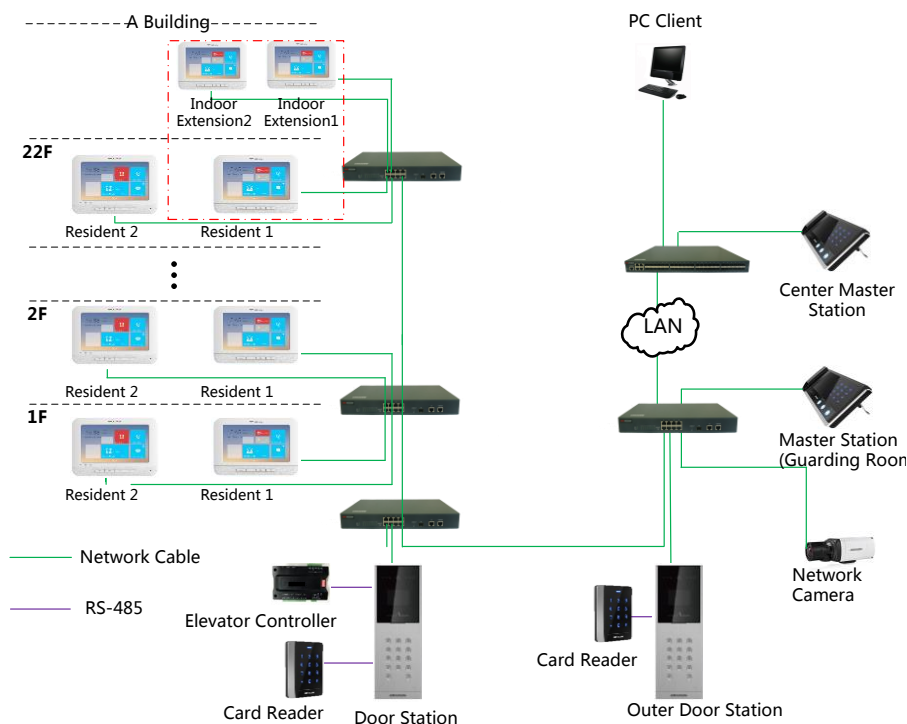 A Building
PC Client
Indoor
Extension2
Indoor
Extension1
22F
Resident 2
Resident 1
Center Master
Station
2F
LAN
Resident 2
Resident 1
1F
Master Station
(Guarding Room
Resident 2
Resident 1
Network Cable
Network
Camera
RS-485
Elevator Controller
Card Reader
Card Reader
Door Station
Outer Door Station